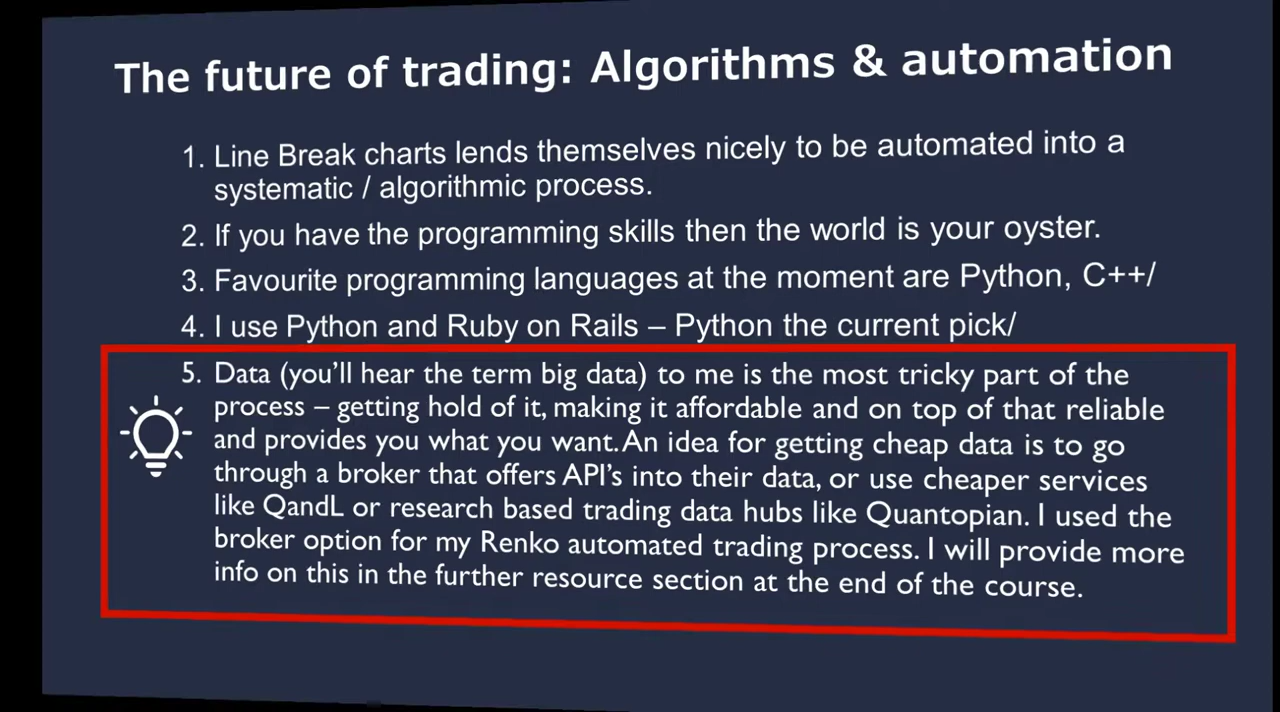 The future of trading: Algorithms & automation
1. Line Break charts lends themselves nicely to be automated into a
systematic / algorithmic process.
2. If you have the programming skills then the world is your oyster.
3. Favourite programming languages at the moment are Python, C++/
4. I use Python and Ruby on Rails – Python the current pick/
5. Data (you'll hear the term big data) to me is the most tricky part of the
process – getting hold of it, making it affordable and on top of that reliable
and provides you what you want. An idea for getting cheap data is to go
through a broker that offers API's into their data, or use cheaper services
like QandL or research based trading data hubs like Quantopian. I used the
broker option for my Renko automated trading process. I will provide more
info on this in the further resource section at the end of the course.